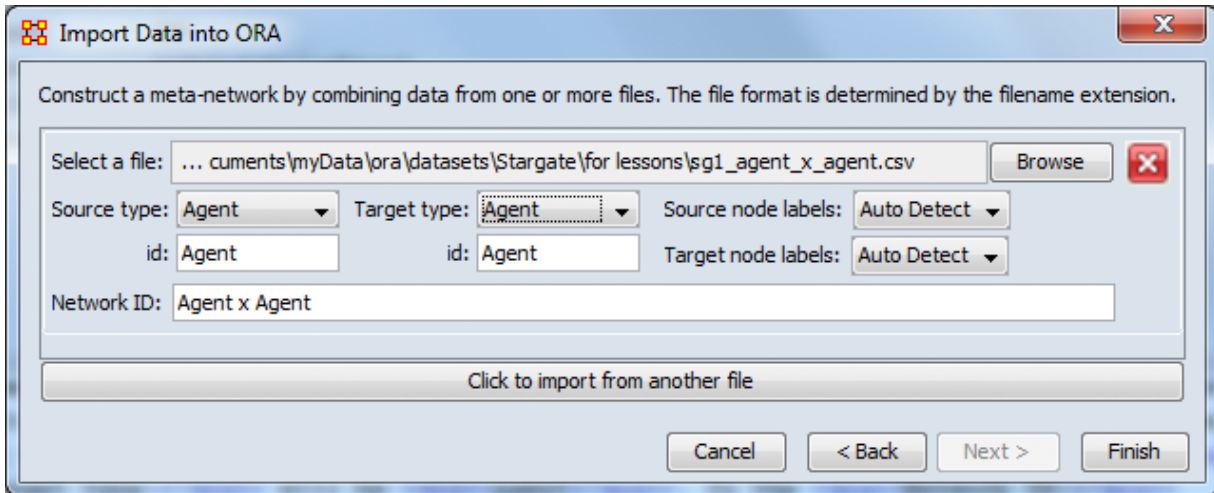 Import Data into ORA
X
Construct a meta-network by combining data from one or more files. The file format is determined by the filename extension.
Select a file: ... cuments\myData\ora\datasets\Stargate\for lessons\sg1_agent_x_agent.csv Browse
Source type: Agent Target type: Agent Source node labels: Auto Detect
id: Agent id: Agent Target node labels: Auto Detect
Network ID: Agent x Agent
Click to import from another file
Cancel < Back Next > Finish